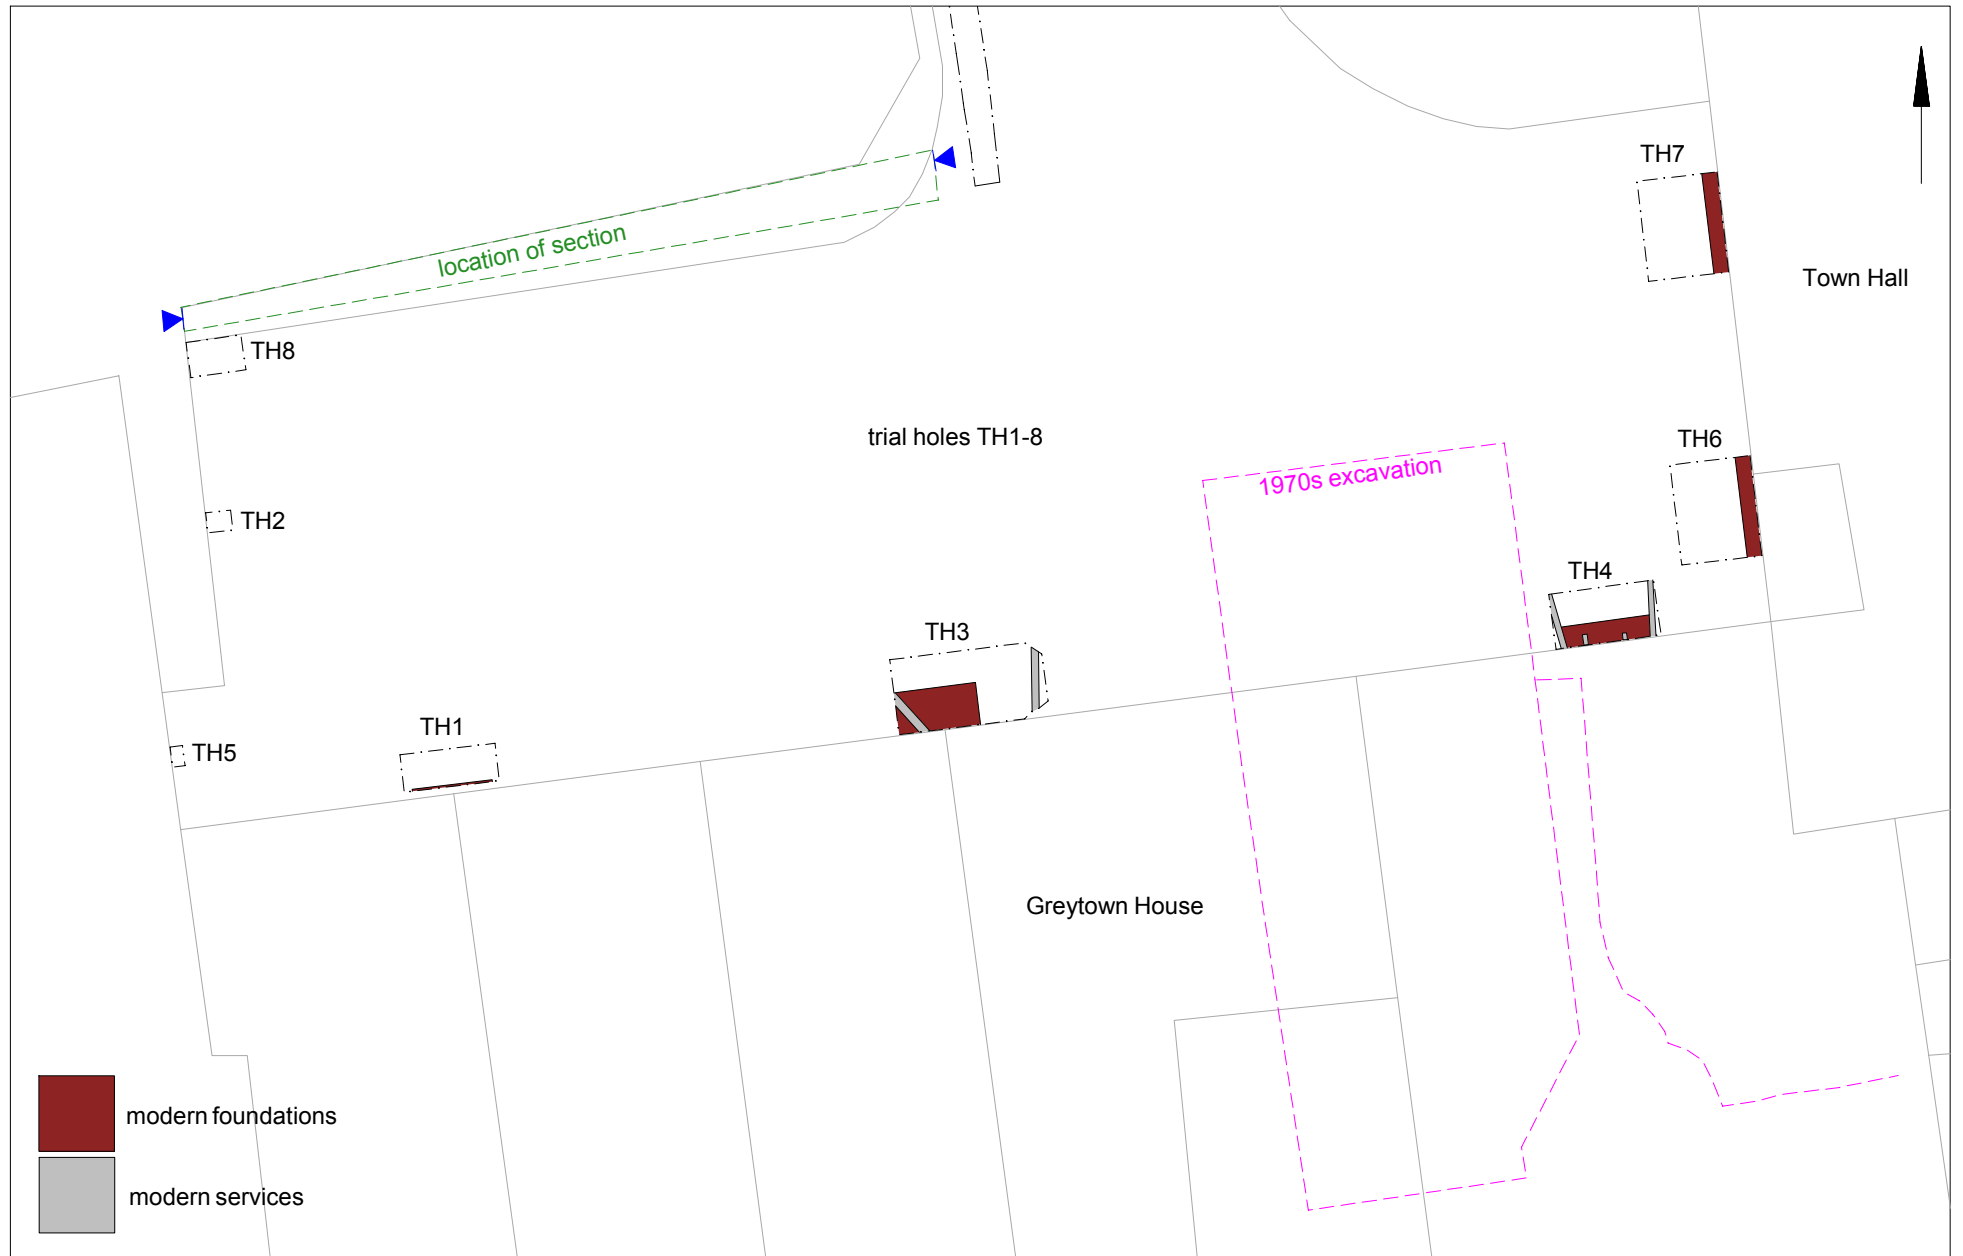 TH7
location of section
Town Hall
TH8
trial holes TH1-8
TH6
1970s excavation
TH2
TH4
TH3
TH1
TH5
Greytown House
modern foundations
modern services